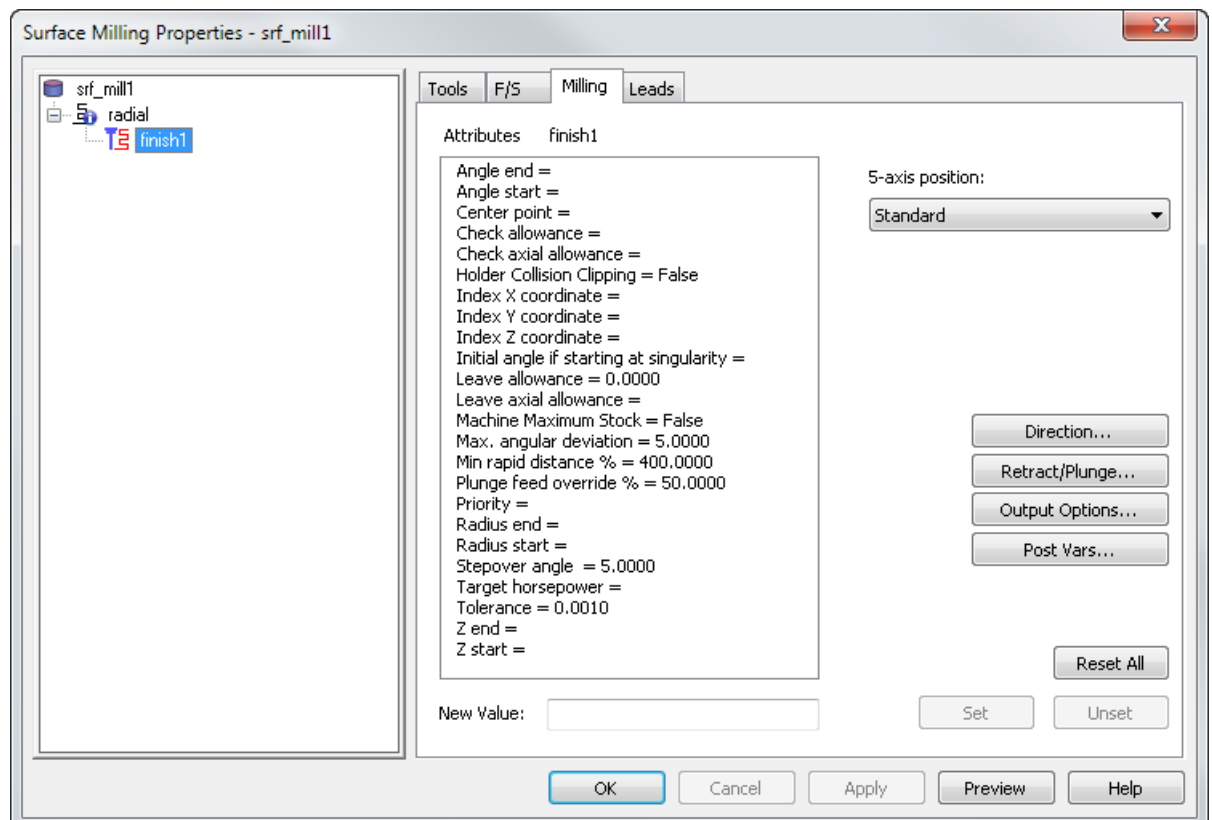 Surface Milling Properties - srf_mill1
srf_mill1
radial
finish1
Tools F/S Milling Leads
Attributes finish1
Angle end =
Angle start =
Center point =
Check allowance =
Check axial allowance =
Holder Collision Clipping = False
Index X coordinate =
Index Y coordinate =
Index Z coordinate =
Initial angle if starting at singularity =
Leave allowance = 0.0000
Leave axial allowance =
Machine Maximum Stock = False
Max. angular deviation = 5.0000
Min rapid distance % = 400.0000
Plunge feed override % = 50.0000
Priority =
Radius end =
Radius start =
Stepover angle = 5.0000
Target horsepower =
Tolerance = 0.0010
Z end =
Z start =
5-axis position:
Standard
Direction...
Retract/Plunge...
Output Options...
Post Vars...
Reset All
New Value:
Set Unset
OK Cancel Apply Preview Help